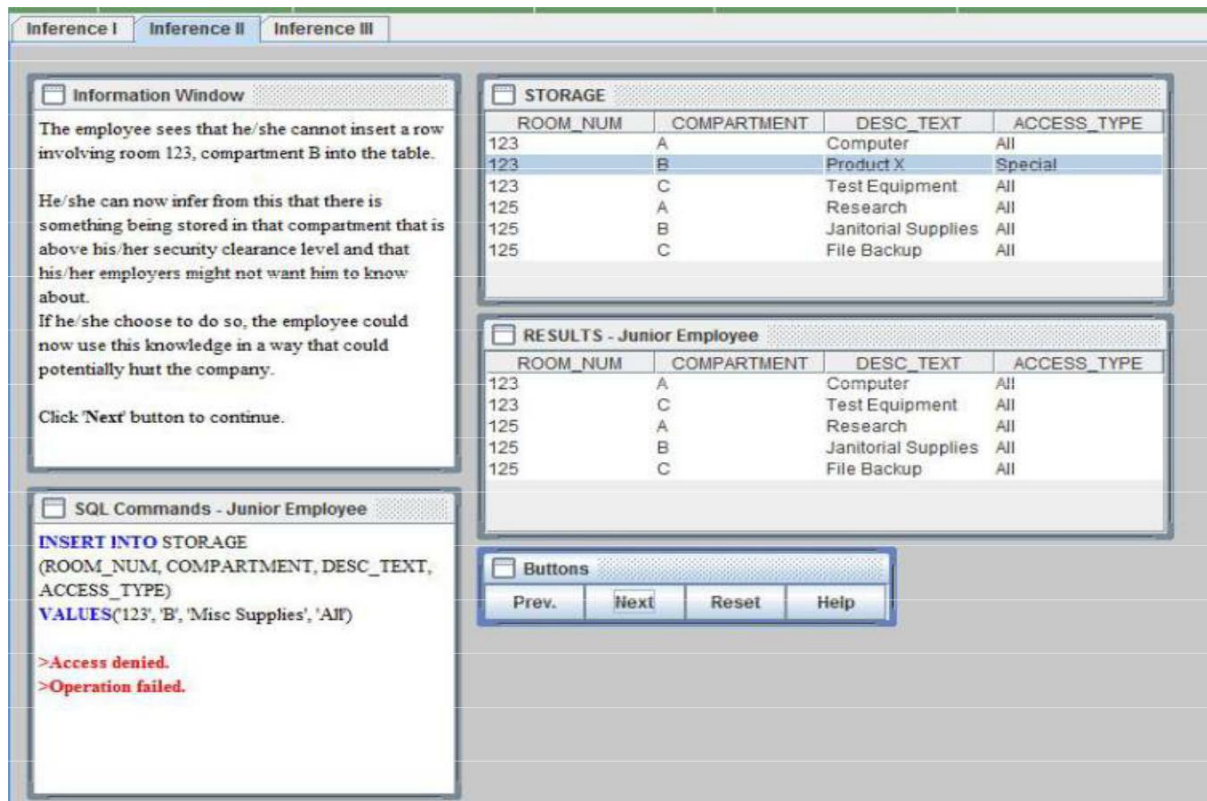 Inference I Inference II Inference III
Information Window
The employee sees that he/she cannot insert a row
involving room 123, compartment B into the table.
He/she can now infer from this that there is
something being stored in that compartment that is
above his/her security clearance level and that
his/her employers might not want him to know
about.
If he/she choose to do so, the employee could
now use this knowledge in a way that could
potentially hurt the company.
Click 'Next' button to continue.
SQL Commands - Junior Employee
INSERT INTO STORAGE
(ROOM_NUM, COMPARTMENT, DESC_TEXT,
ACCESS_TYPE)
VALUES('123', 'B', 'Misc Supplies', 'All')
>Access denied.
>Operation failed.
STORAGE
ROOM_NUM COMPARTMENT DESC_TEXT ACCESS_TYPE
123 A Computer All
123 B Product X Special
123 C Test Equipment All
125 A Research All
125 B Janitorial Supplies All
125 C File Backup All
RESULTS - Junior Employee
ROOM_NUM COMPARTMENT DESC_TEXT ACCESS_TYPE
123 A Computer All
123 C Test Equipment All
125 A Research All
125 B Janitorial Supplies All
125 C File Backup All
Buttons
Prev. Next Reset Help